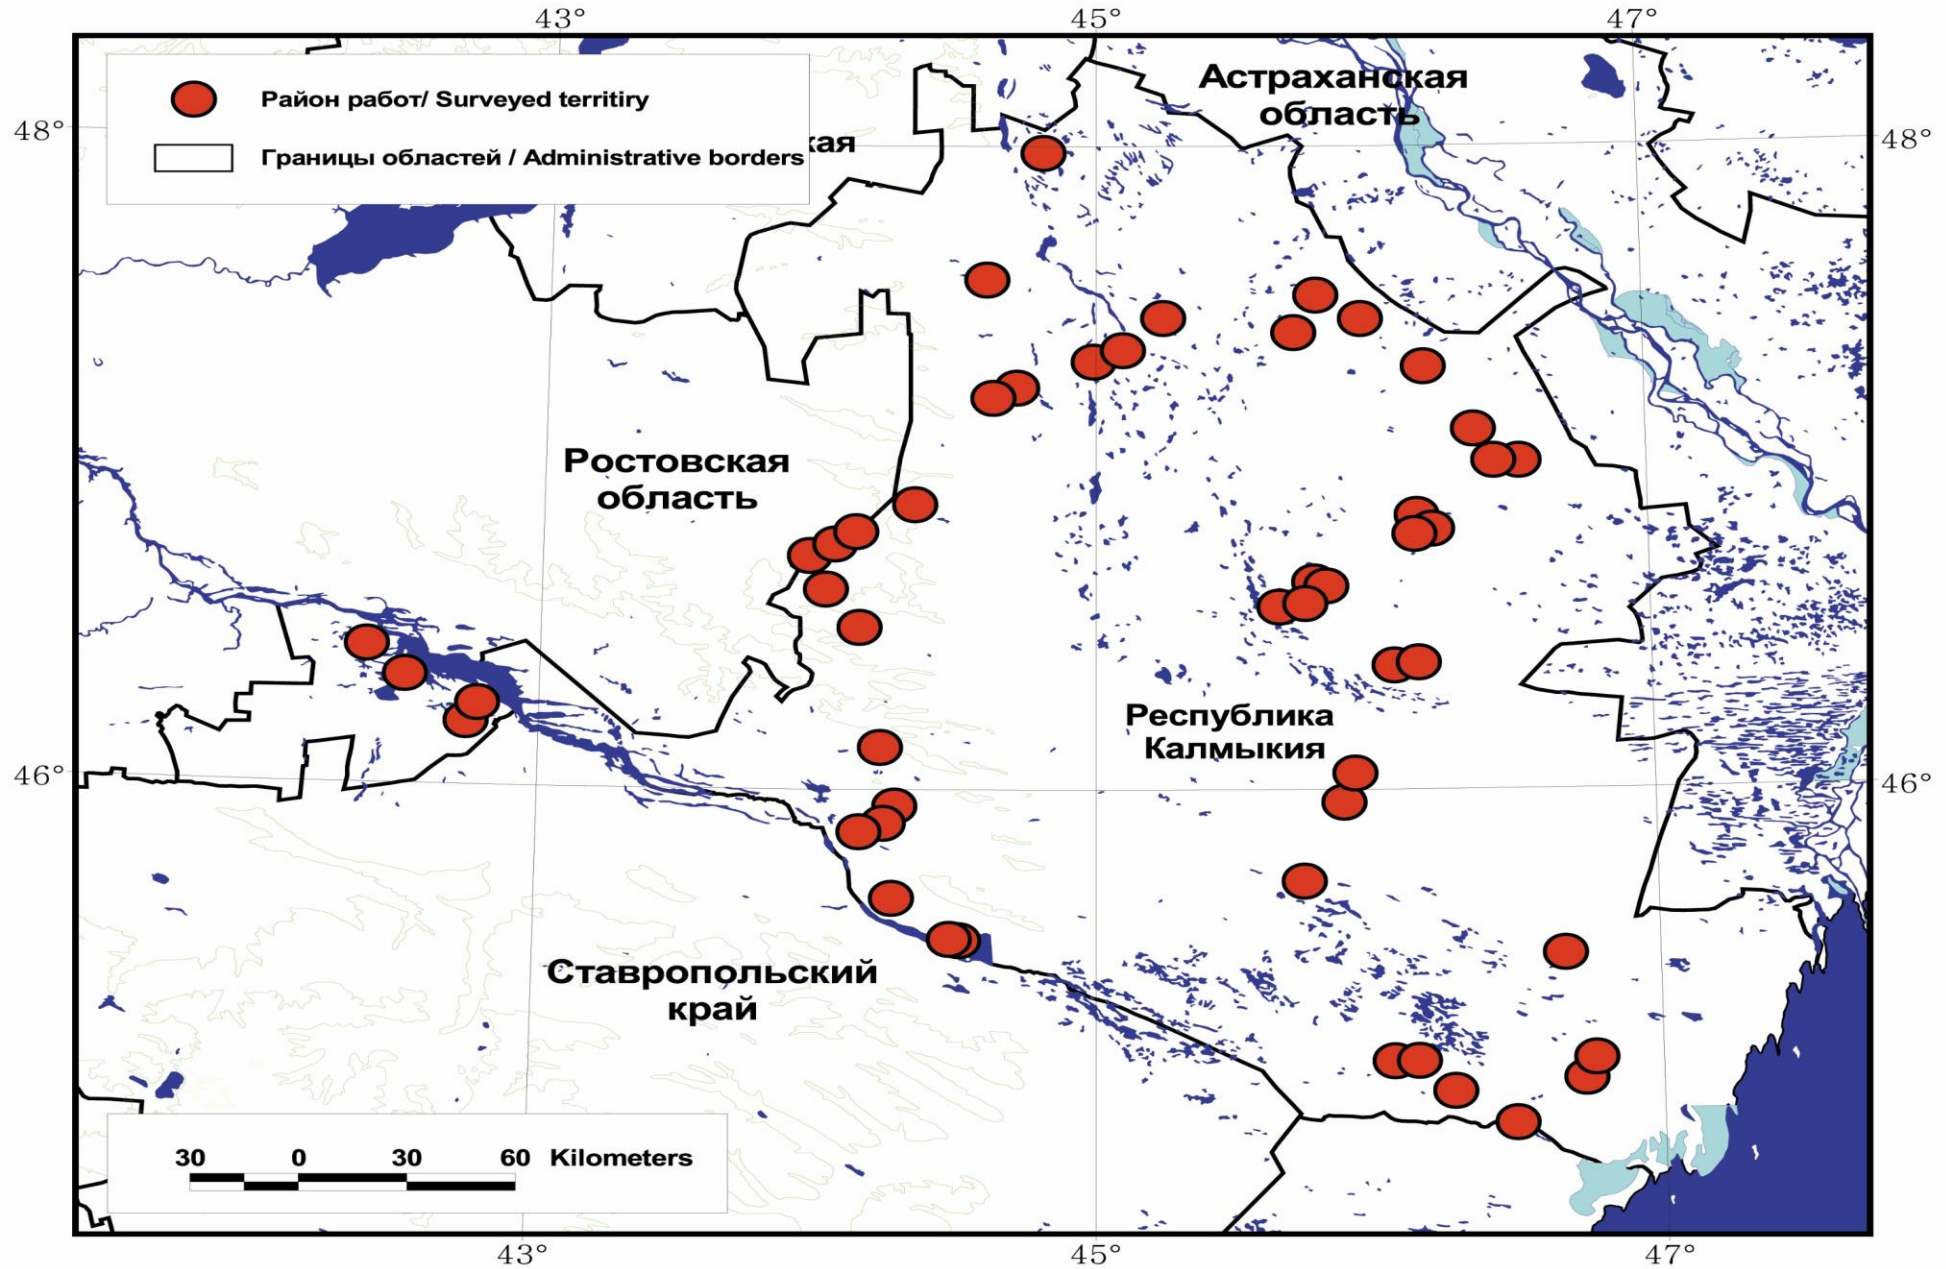 43°
45°
47°
Район работ/ Surveyed territiry
Границы областей / Administrative borders
кая
Астраханская
область
48°
48°
Ростовская
область
Республика
Калмыкия
46°
46°
Ставропольский
край
30 0 30 60 Kilometers
43°
45°
47°